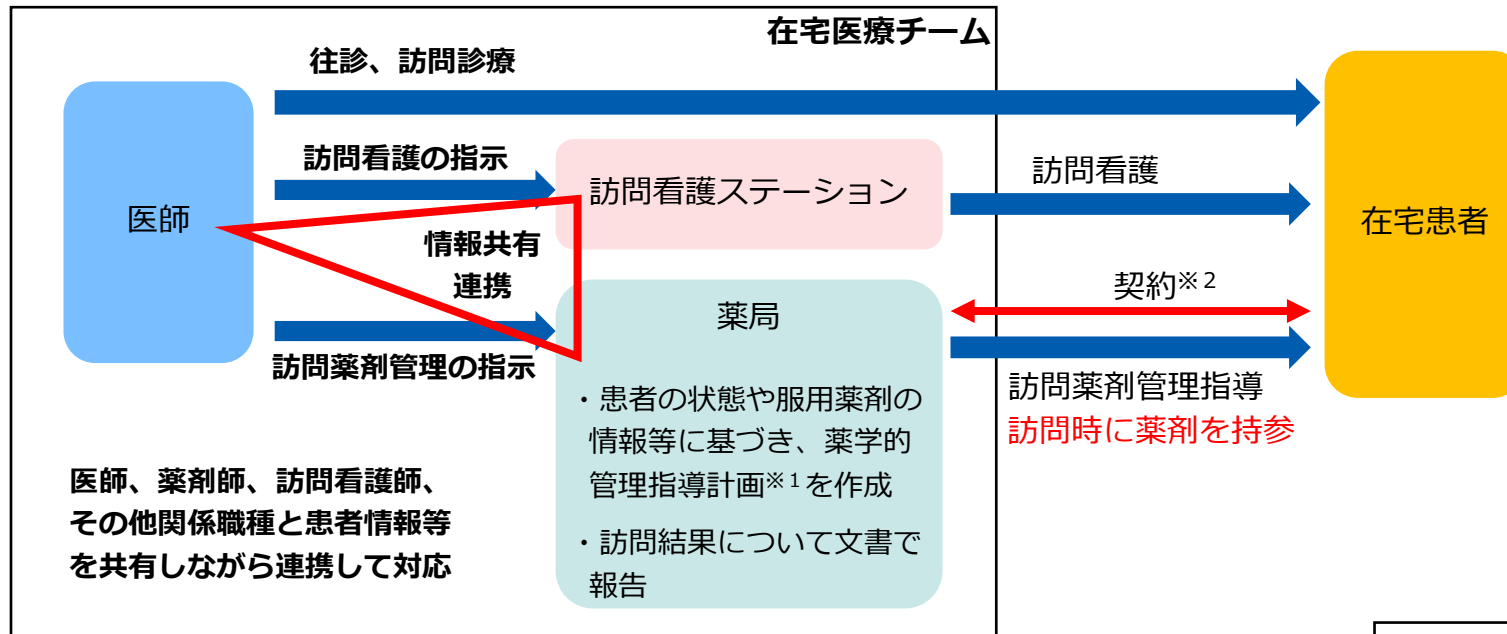 在宅医療チーム
往診、訪問診療
訪問看護の指示
訪問看護ステーション
訪問看護
医師
在宅患者
情報共有
連携
契約※2
薬局
訪問薬剤管理の指示
訪問薬剤管理指導
訪問時に薬剤を持参
・患者の状態や服用薬剤の
情報等に基づき、薬学的
管理指導計画※1を作成
・訪問結果について文書で
報告
医師、薬剤師、訪問看護師、
その他関係職種と患者情報等
を共有しながら連携して対応